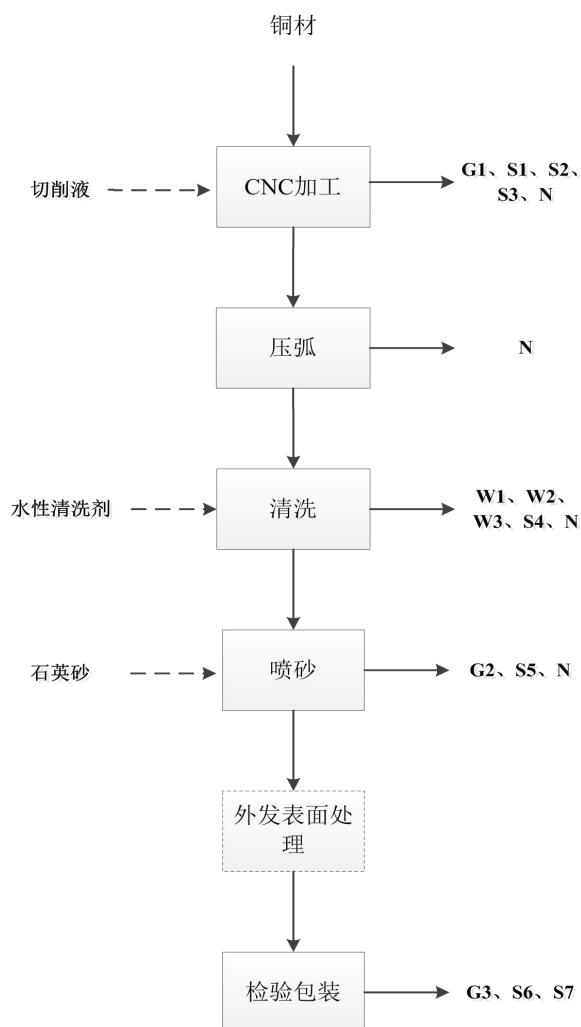 铜材
切削液
CNC加工
G1、S1、S2、
S3、N
压弧
N
水性清洗剂
清洗
W1、W2、
W3、S4、N
石英砂
喷砂
G2、S5、N
外发表面处
理
检验包装
G3、S6、S7